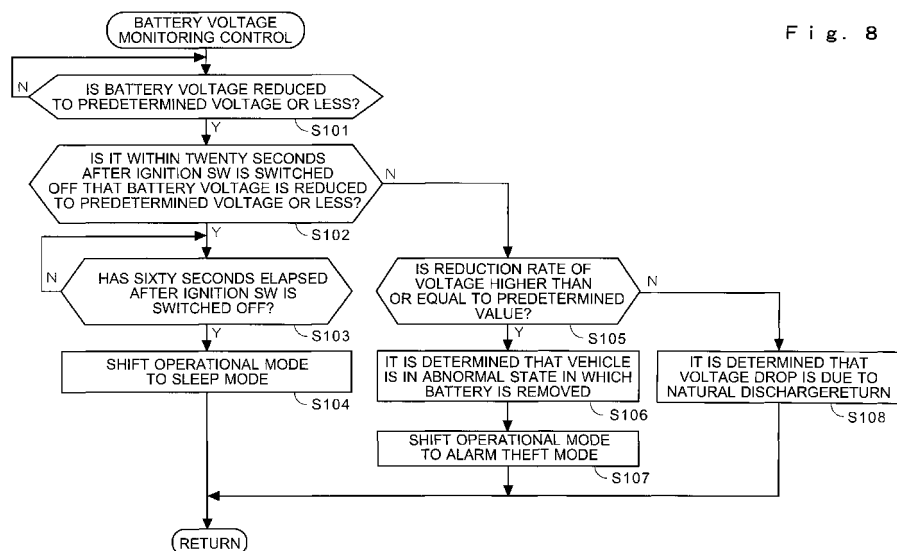 Fig. 8
BATTERY VOLTAGE
MONITORING CONTROL
N
IS BATTERY VOLTAGE REDUCED
TO PREDETERMINED VOLTAGE OR LESS?
S101
Y
IS IT WITHIN TWENTY SECONDS
AFTER IGNITION SW IS SWITCHED
OFF THAT BATTERY VOLTAGE IS REDUCED
TO PREDETERMINED VOLTAGE OR LESS?
N
S102
Y
N
HAS SIXTY SECONDS ELAPSED
AFTER IGNITION SW IS
SWITCHED OFF?
S103
Y
SHIFT OPERATIONAL MODE
TO SLEEP MODE
S104
IS REDUCTION RATE OF
VOLTAGE HIGHER THAN
OR EQUAL TO PREDETERMINED
VALUE?
N
S105
Y
IT IS DETERMINED THAT VEHICLE
IS IN ABNORMAL STATE IN WHICH
BATTERY IS REMOVED
S106
SHIFT OPERATIONAL MODE
TO ALARM THEFT MODE
S107
IT IS DETERMINED THAT
VOLTAGE DROP IS DUE TO
NATURAL DISCHARGERETURN
S108
RETURN